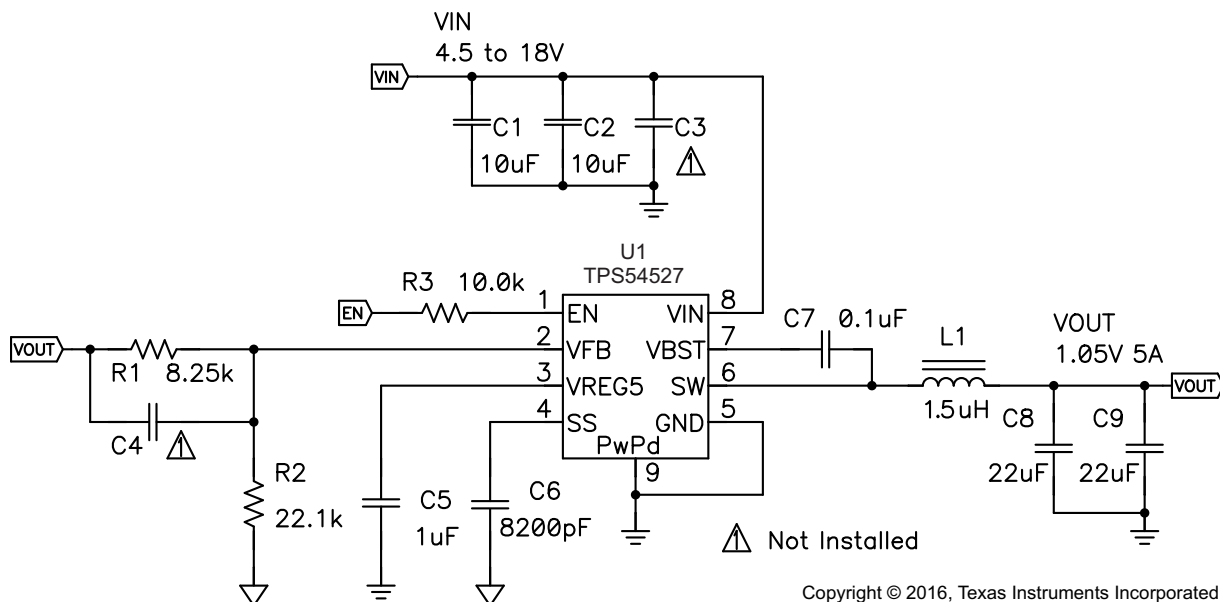 VIN
4.5 to 18V
VIN
C1
C2
C3
10uF
10uF
1
U1
TPS54527
R3 10.0k
EN
1
EN
VIN
8
C7
0.1uF
VOUT
2
VFB
VBST
7
L1
VOUT
1.05V 5A
R1
8.25k
3
VREG5
SW
6
VOUT
1.5uH
4
SS
GND
5
C8
C9
C4
1
PwPd
9
22uF
22uF
R2
22.1k
C5
1uF
C6
8200pF
1 Not Installed
Copyright © 2016, Texas Instruments Incorporated